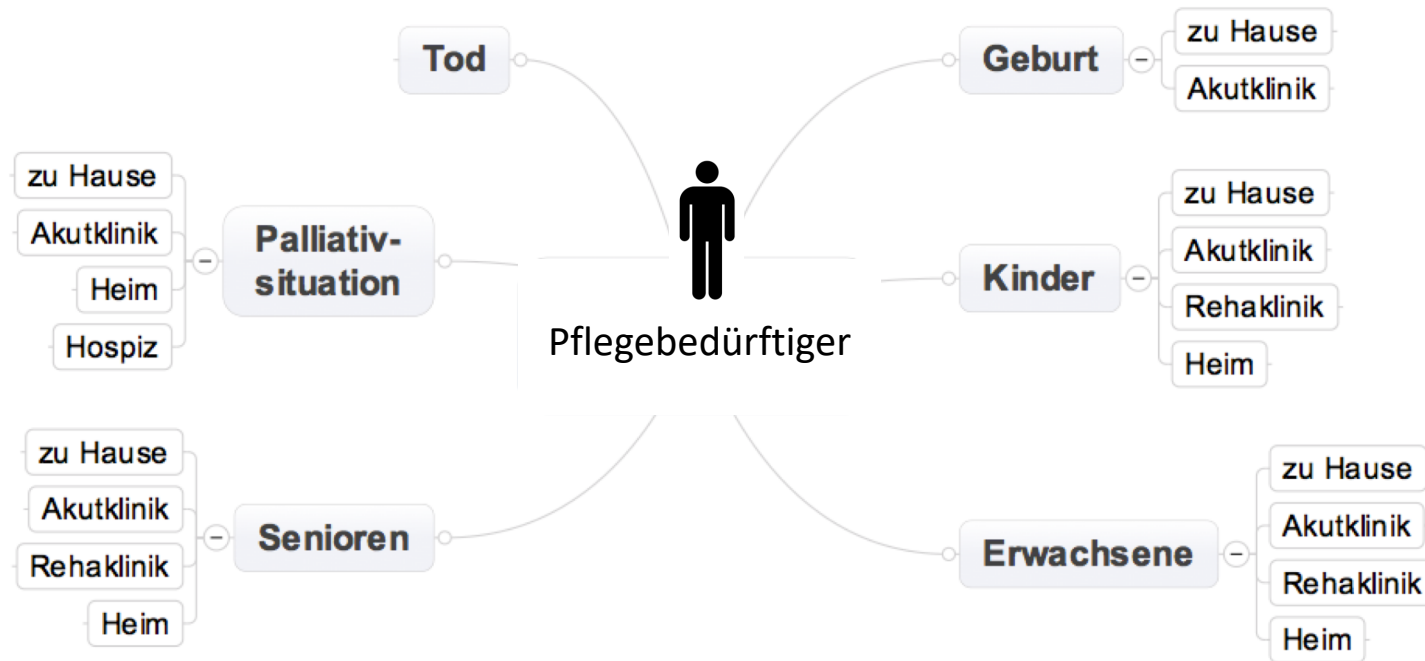 Tod
Geburt
zu Hause
Akutklinik
zu Hause
Akutklinik
Heim
Hospiz
Palliativ-
situation
Pflegebedürftiger
Kinder
zu Hause
Akutklinik
Rehaklinik
Heim
zu Hause
Akutklinik
Rehaklinik
Heim
Senioren
Erwachsene
zu Hause
Akutklinik
Rehaklinik
Heim